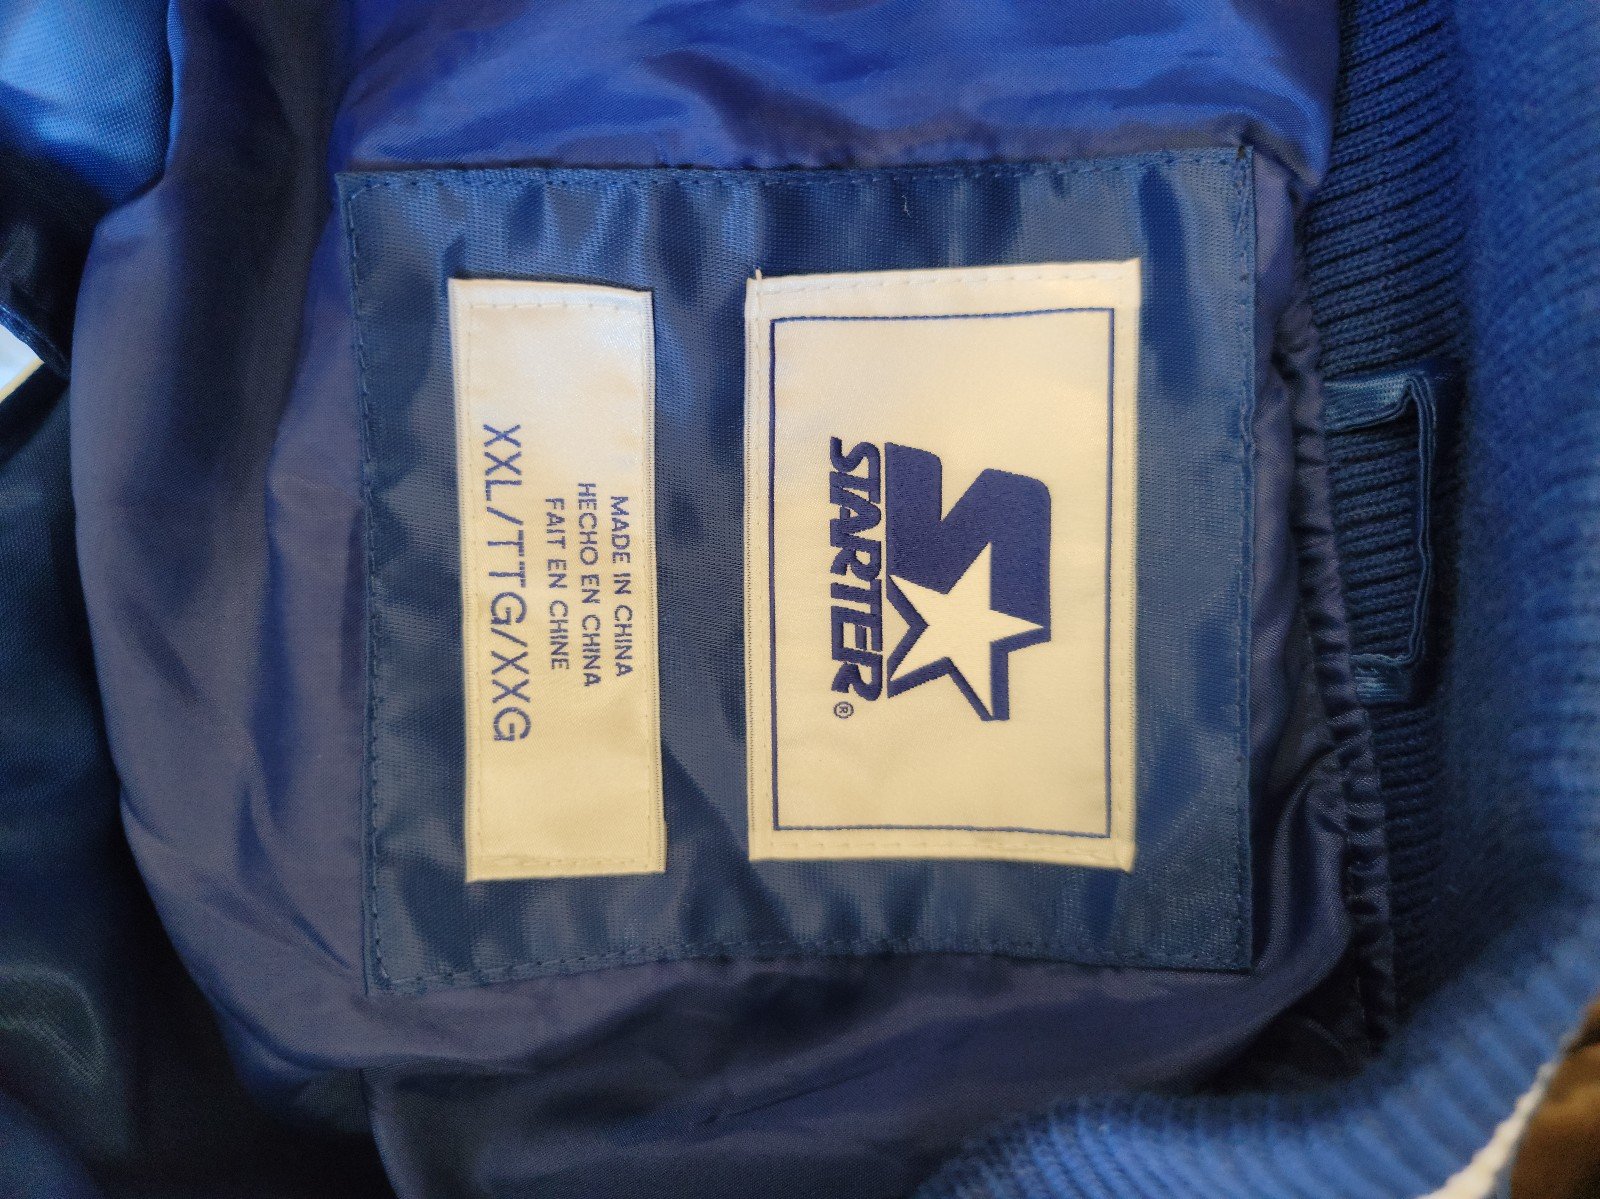 STARTER®
MADE IN CHINA
HECHO EN CHINA
FAIT EN CHINE
XXL/TTG/XXG